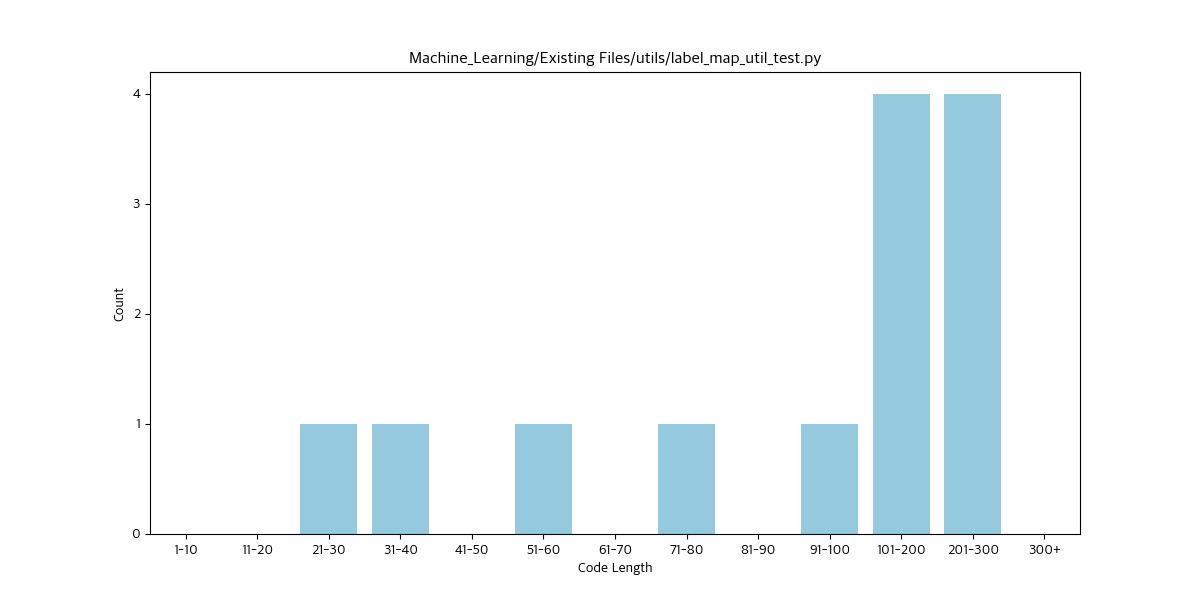 Machine_Learning/Existing Files/utils/label_map_util_test.py
4
3
2
1
0
Count
1-10 11-20 21-30 31-40 41-50 51-60 61-70 71-80 81-90 91-100 101-200 201-300 300+
Code Length